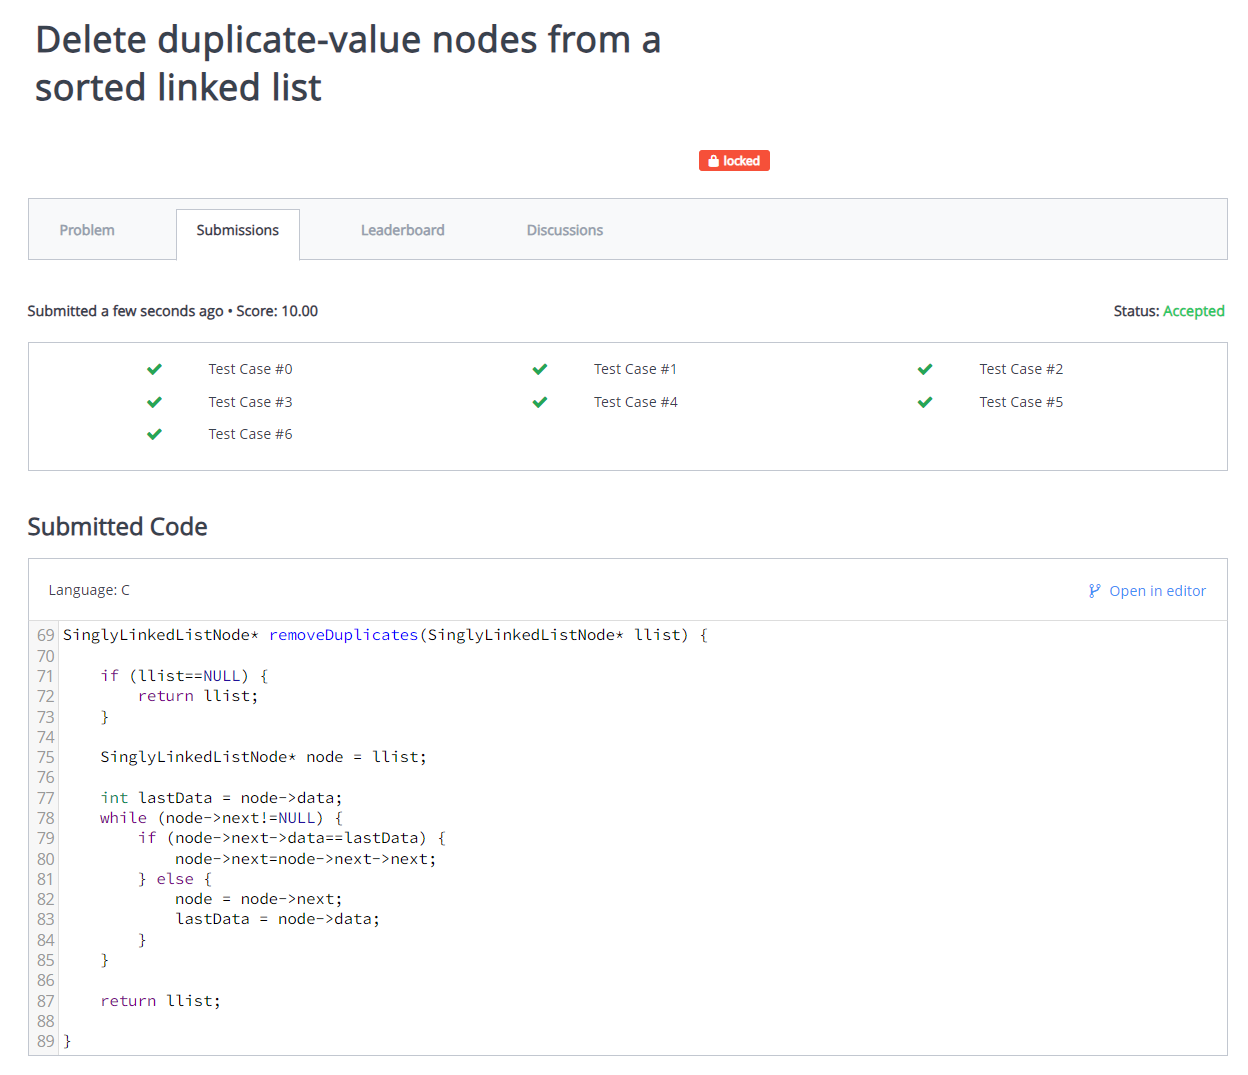 Delete duplicate-value nodes from a
sorted linked list
locked
Problem Submissions Leaderboard Discussions
Submitted a few seconds ago • Score: 10.00 Status: Accepted
Test Case #0 Test Case #1 Test Case #2
Test Case #3 Test Case #4 Test Case #5
Test Case #6
Submitted Code
Language: C Open in editor
69 SinglyLinkedListNode* removeDuplicates(SinglyLinkedListNode* llist) {
70
71     if (llist==NULL) {
72         return llist;
73     }
74
75     SinglyLinkedListNode* node = llist;
76
77     int lastData = node->data;
78     while (node->next!=NULL) {
79         if (node->next->data==lastData) {
80             node->next=node->next->next;
81         } else {
82             node = node->next;
83             lastData = node->data;
84         }
85     }
86
87     return llist;
88
89 }